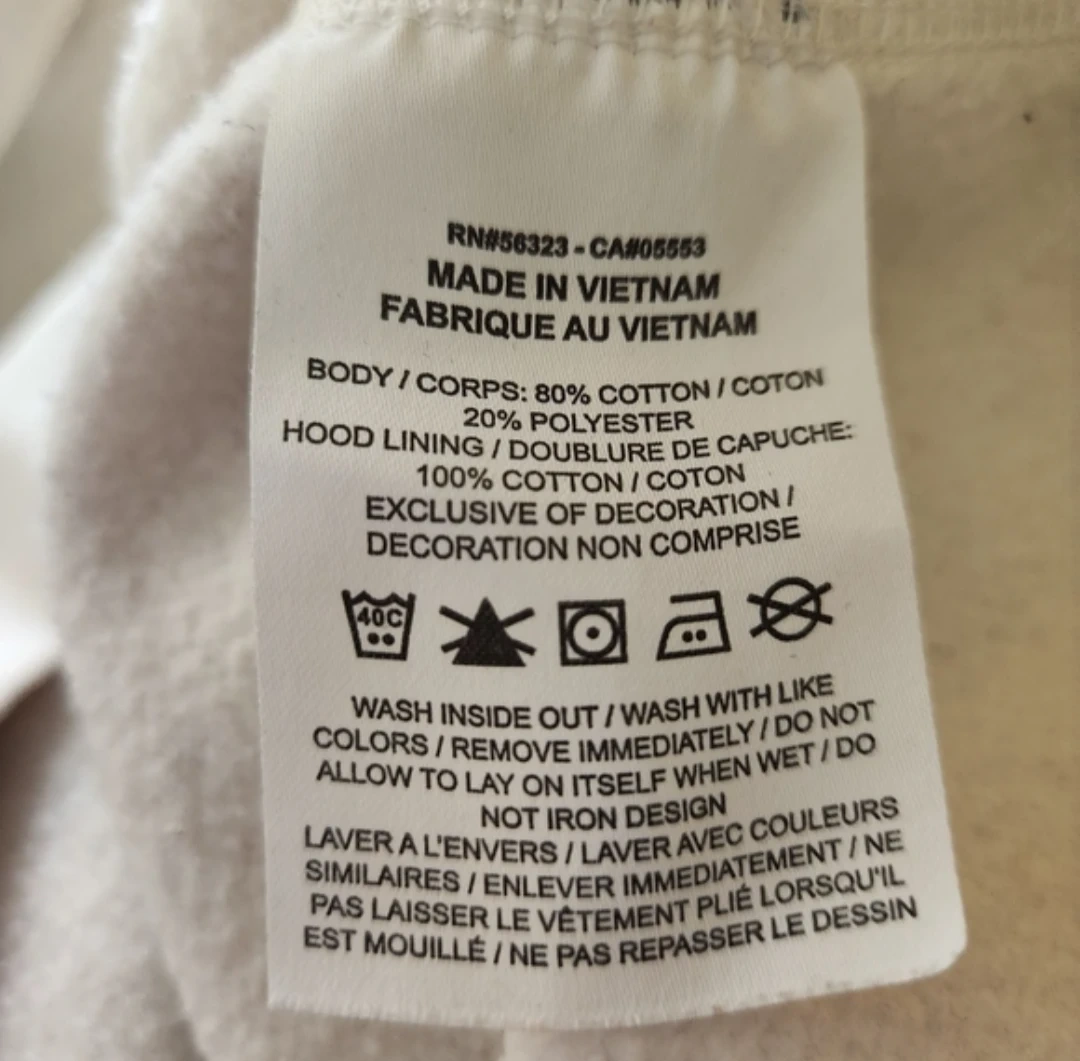 RN#56323 - CA#05553
MADE IN VIETNAM
FABRIQUE AU VIETNAM
BODY / CORPS: 80% COTTON / COTON
20% POLYESTER
HOOD LINING / DOUBLURE DE CAPUCHE:
100% COTTON / COTON
EXCLUSIVE OF DECORATION /
DECORATION NON COMPRISE
40C
WASH INSIDE OUT / WASH WITH LIKE
COLORS / REMOVE IMMEDIATELY / DO NOT
ALLOW TO LAY ON ITSELF WHEN WET / DO
NOT IRON DESIGN
LAVER A L'ENVERS / LAVER AVEC COULEURS
SIMILAIRES / ENLEVER IMMEDIATEMENT / NE
PAS LAISSER LE VÊTEMENT PLIÉ LORSQU'IL
EST MOUILLÉ / NE PAS REPASSER LE DESSIN